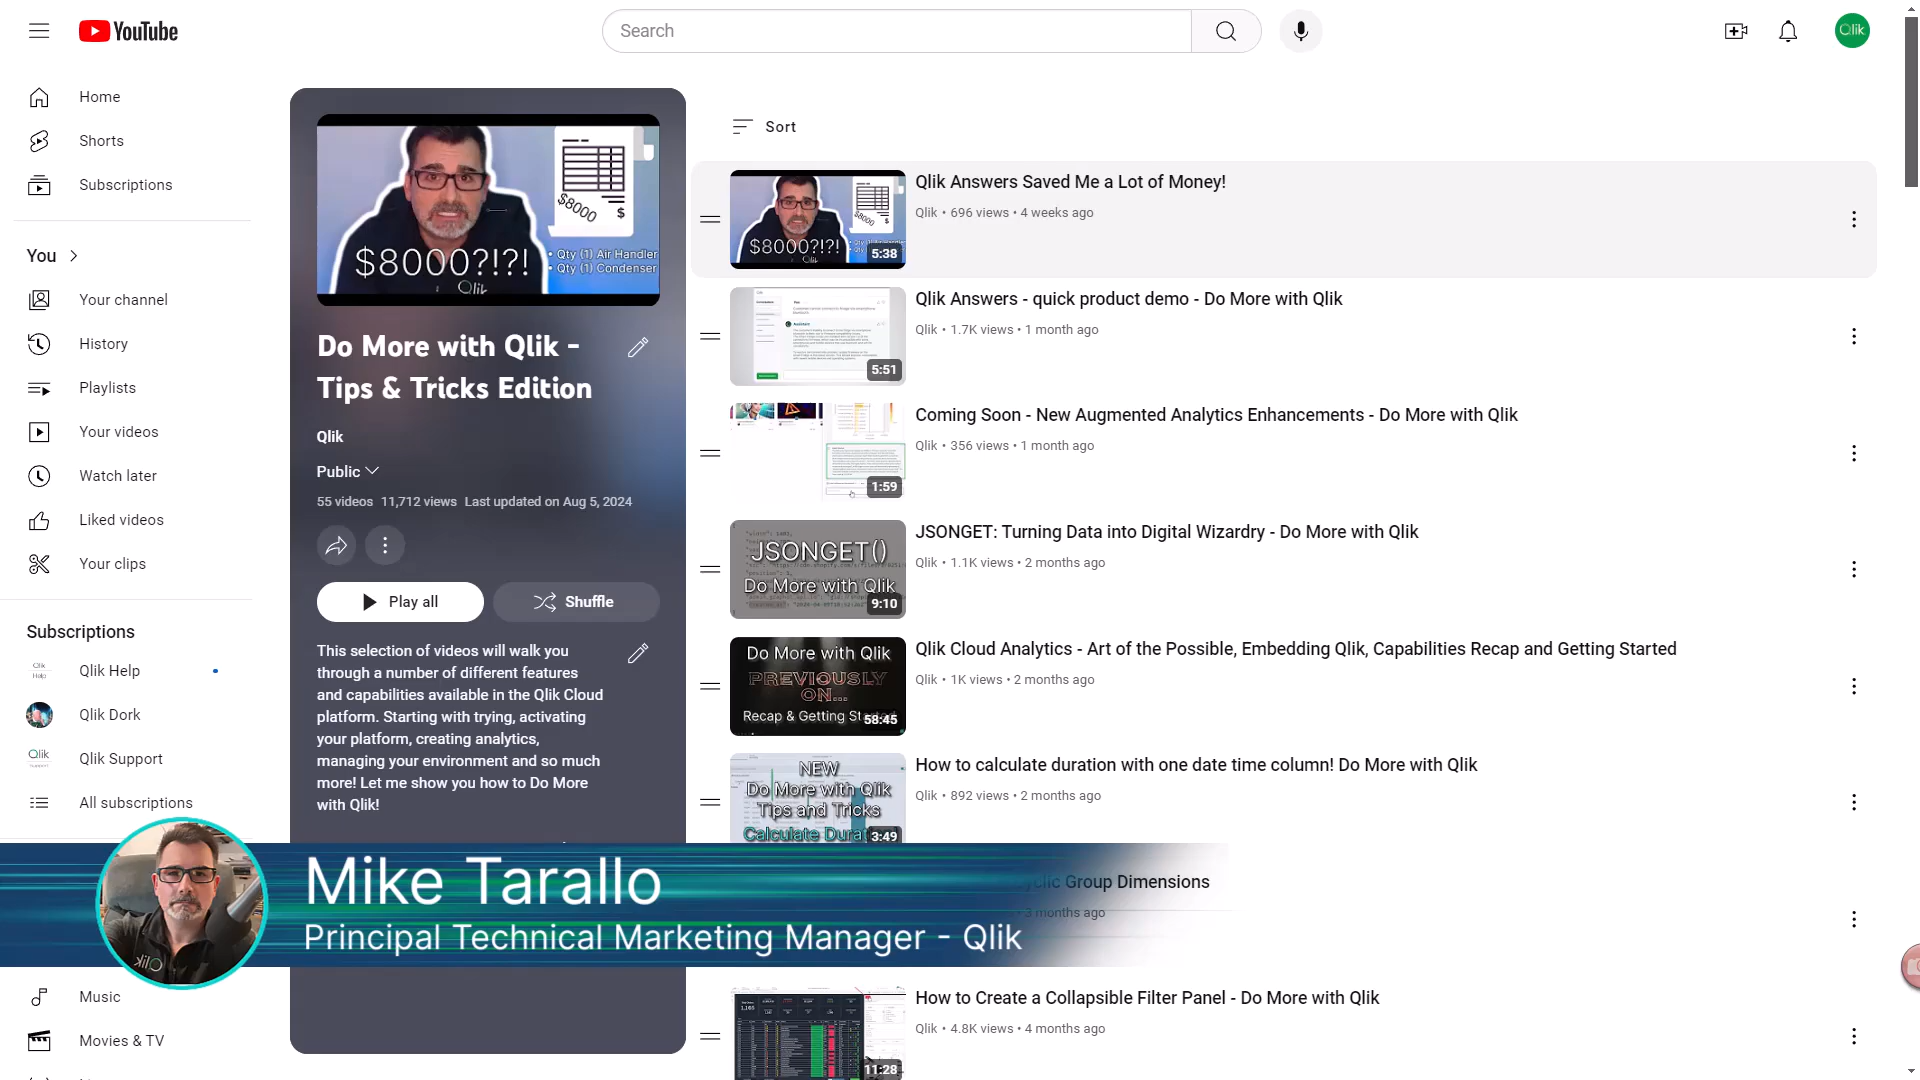 YouTube
Search
Qlik
Home
Shorts
Subscriptions
You
Your channel
History
Playlists
Your videos
Watch later
Liked videos
Your clips
Subscriptions
Qlik Help
Qlik Dork
Qlik Support
All subscriptions
Music
Movies & TV
$8000
$
$8000?!?!
• Qty (1) Air Handler
• Qty (1) Condenser
Qlik
Do More with Qlik -
Tips & Tricks Edition
Qlik
Public
55 videos 11,712 views Last updated on Aug 5, 2024
Play all
Shuffle
This selection of videos will walk you
through a number of different features
and capabilities available in the Qlik Cloud
platform. Starting with trying, activating
your platform, creating analytics,
managing your environment and so much
more! Let me show you how to Do More
with Qlik!
Sort
$8000?!?!
5:38
Qlik Answers Saved Me a Lot of Money!
Qlik • 696 views • 4 weeks ago
5:51
Qlik Answers - quick product demo - Do More with Qlik
Qlik • 1.7K views • 1 month ago
1:59
Coming Soon - New Augmented Analytics Enhancements - Do More with Qlik
Qlik • 356 views • 1 month ago
JSONGET()
Do More with Qlik
9:10
JSONGET: Turning Data into Digital Wizardry - Do More with Qlik
Qlik • 1.1K views • 2 months ago
Do More with Qlik
PREVIOUSLY
ON...
Recap & Getting Started
58:45
Qlik Cloud Analytics - Art of the Possible, Embedding Qlik, Capabilities Recap and Getting Started
Qlik • 1K views • 2 months ago
NEW
Do More with Qlik
Tips and Tricks
Calculate Durat
3:49
How to calculate duration with one date time column! Do More with Qlik
Qlik • 892 views • 2 months ago
Cyclic Group Dimensions
• 3 months ago
11:28
How to Create a Collapsible Filter Panel - Do More with Qlik
Qlik • 4.8K views • 4 months ago
Mike Tarallo
Principal Technical Marketing Manager - Qlik